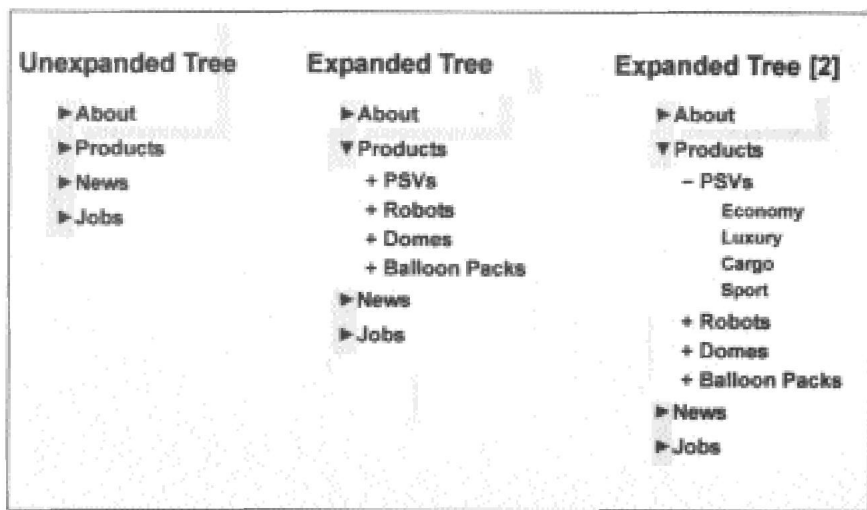 Unexpanded Tree
►About
►Products
►News
►Jobs
Expanded Tree
►About
▼Products
+ PSVs
+ Robots
+ Domes
+ Balloon Packs
►News
►Jobs
Expanded Tree [2]
►About
▼Products
– PSVs
Economy
Luxury
Cargo
Sport
+ Robots
+ Domes
+ Balloon Packs
►News
►Jobs